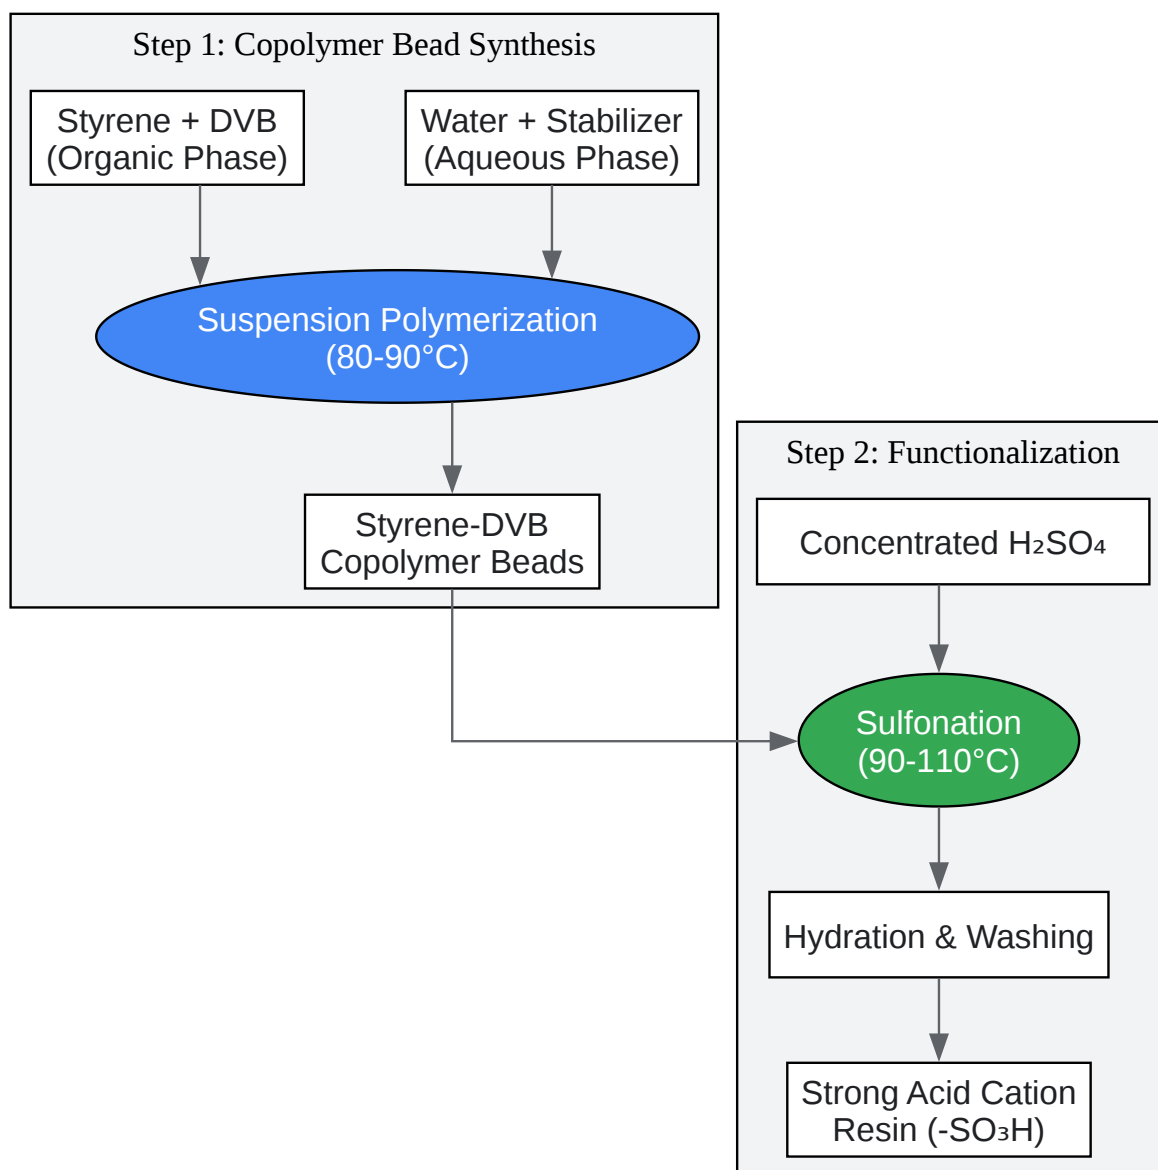 Step 1: Copolymer Bead Synthesis
Styrene + DVB
(Organic Phase)
Water + Stabilizer
(Aqueous Phase)
Suspension Polymerization
(80-90°C)
Styrene-DVB
Copolymer Beads
Step 2: Functionalization
Concentrated H₂SO₄
Sulfonation
(90-110°C)
Hydration & Washing
Strong Acid Cation
Resin (-SO₃H)